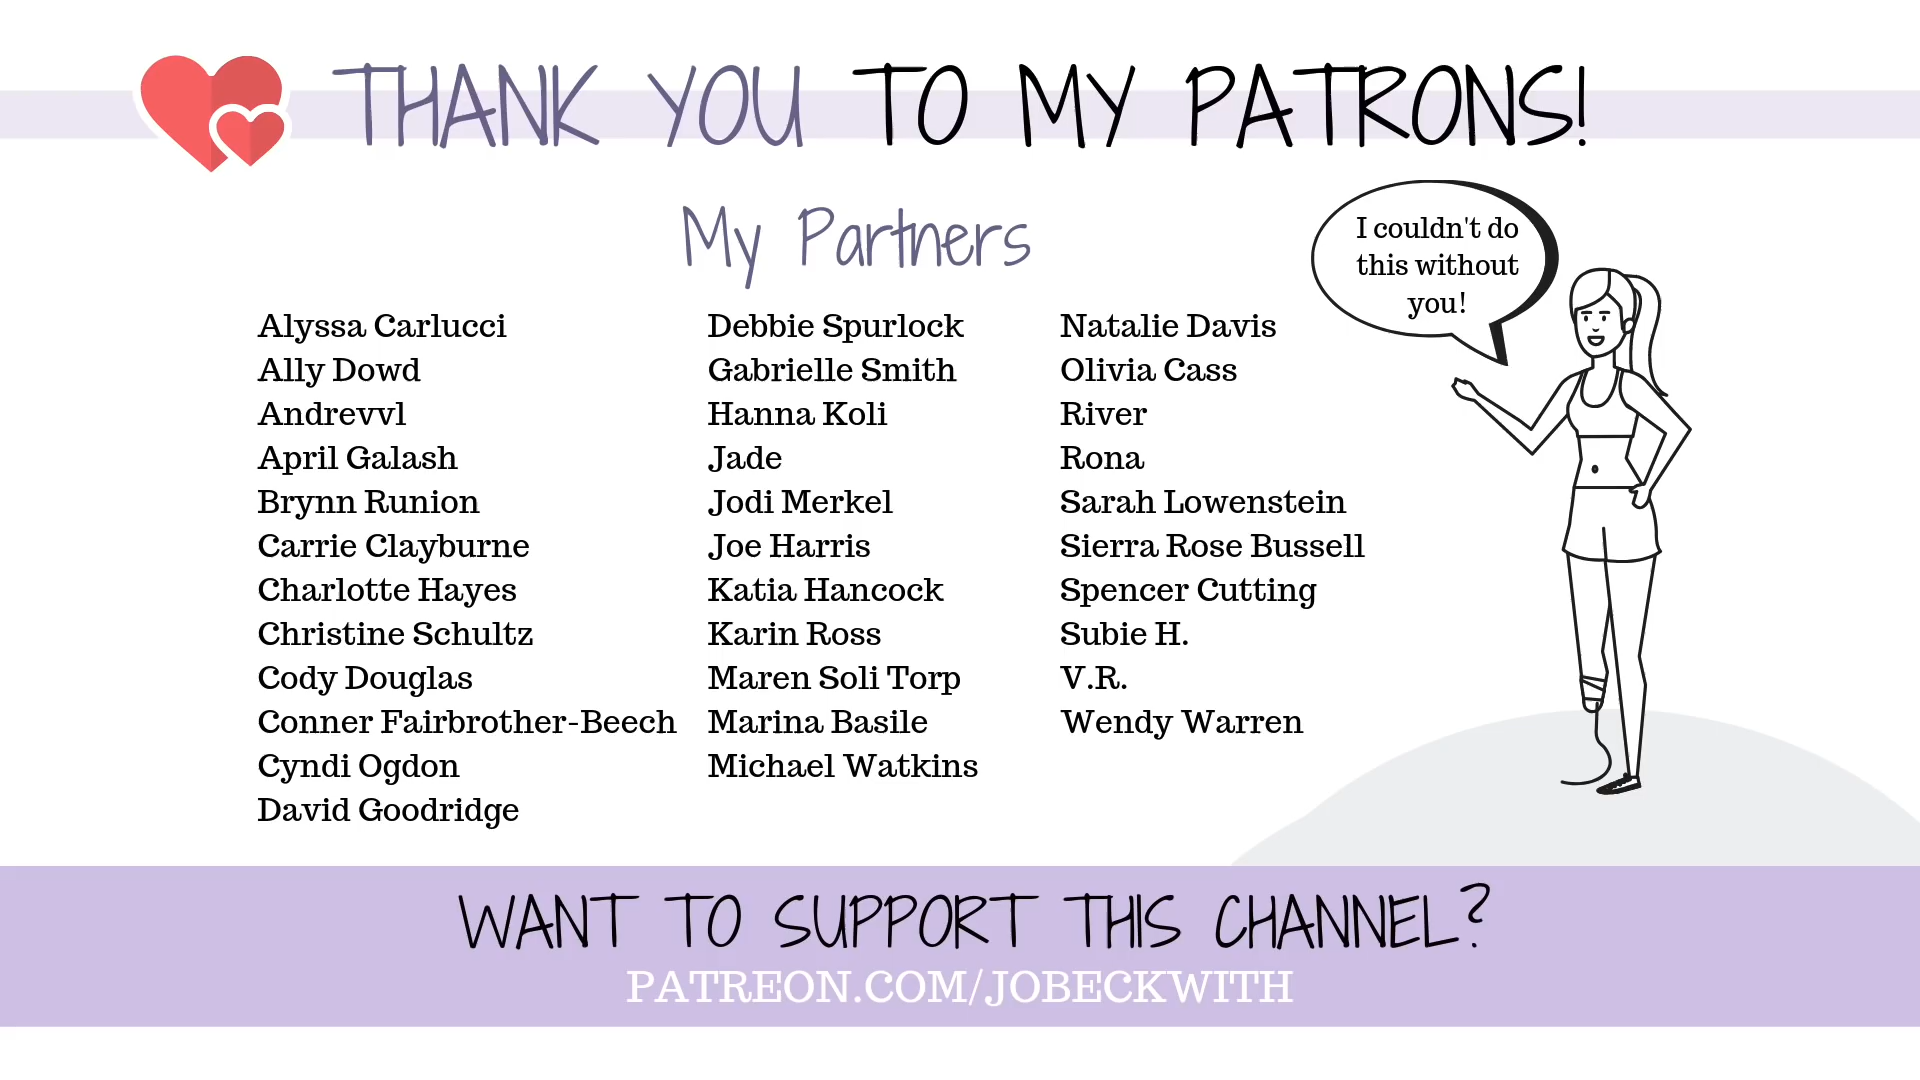 THANK YOU TO MY PATRONS!
My Partners
I couldn't do
this without
you!
Alyssa Carlucci
Ally Dowd
Andrevvl
April Galash
Brynn Runion
Carrie Clayburne
Charlotte Hayes
Christine Schultz
Cody Douglas
Conner Fairbrother-Beech
Cyndi Ogdon
David Goodridge
Debbie Spurlock
Gabrielle Smith
Hanna Koli
Jade
Jodi Merkel
Joe Harris
Katia Hancock
Karin Ross
Maren Soli Torp
Marina Basile
Michael Watkins
Natalie Davis
Olivia Cass
River
Rona
Sarah Lowenstein
Sierra Rose Bussell
Spencer Cutting
Subie H.
V.R.
Wendy Warren
WANT TO SUPPORT THIS CHANNEL?
PATREON.COM/JOBECKWITH